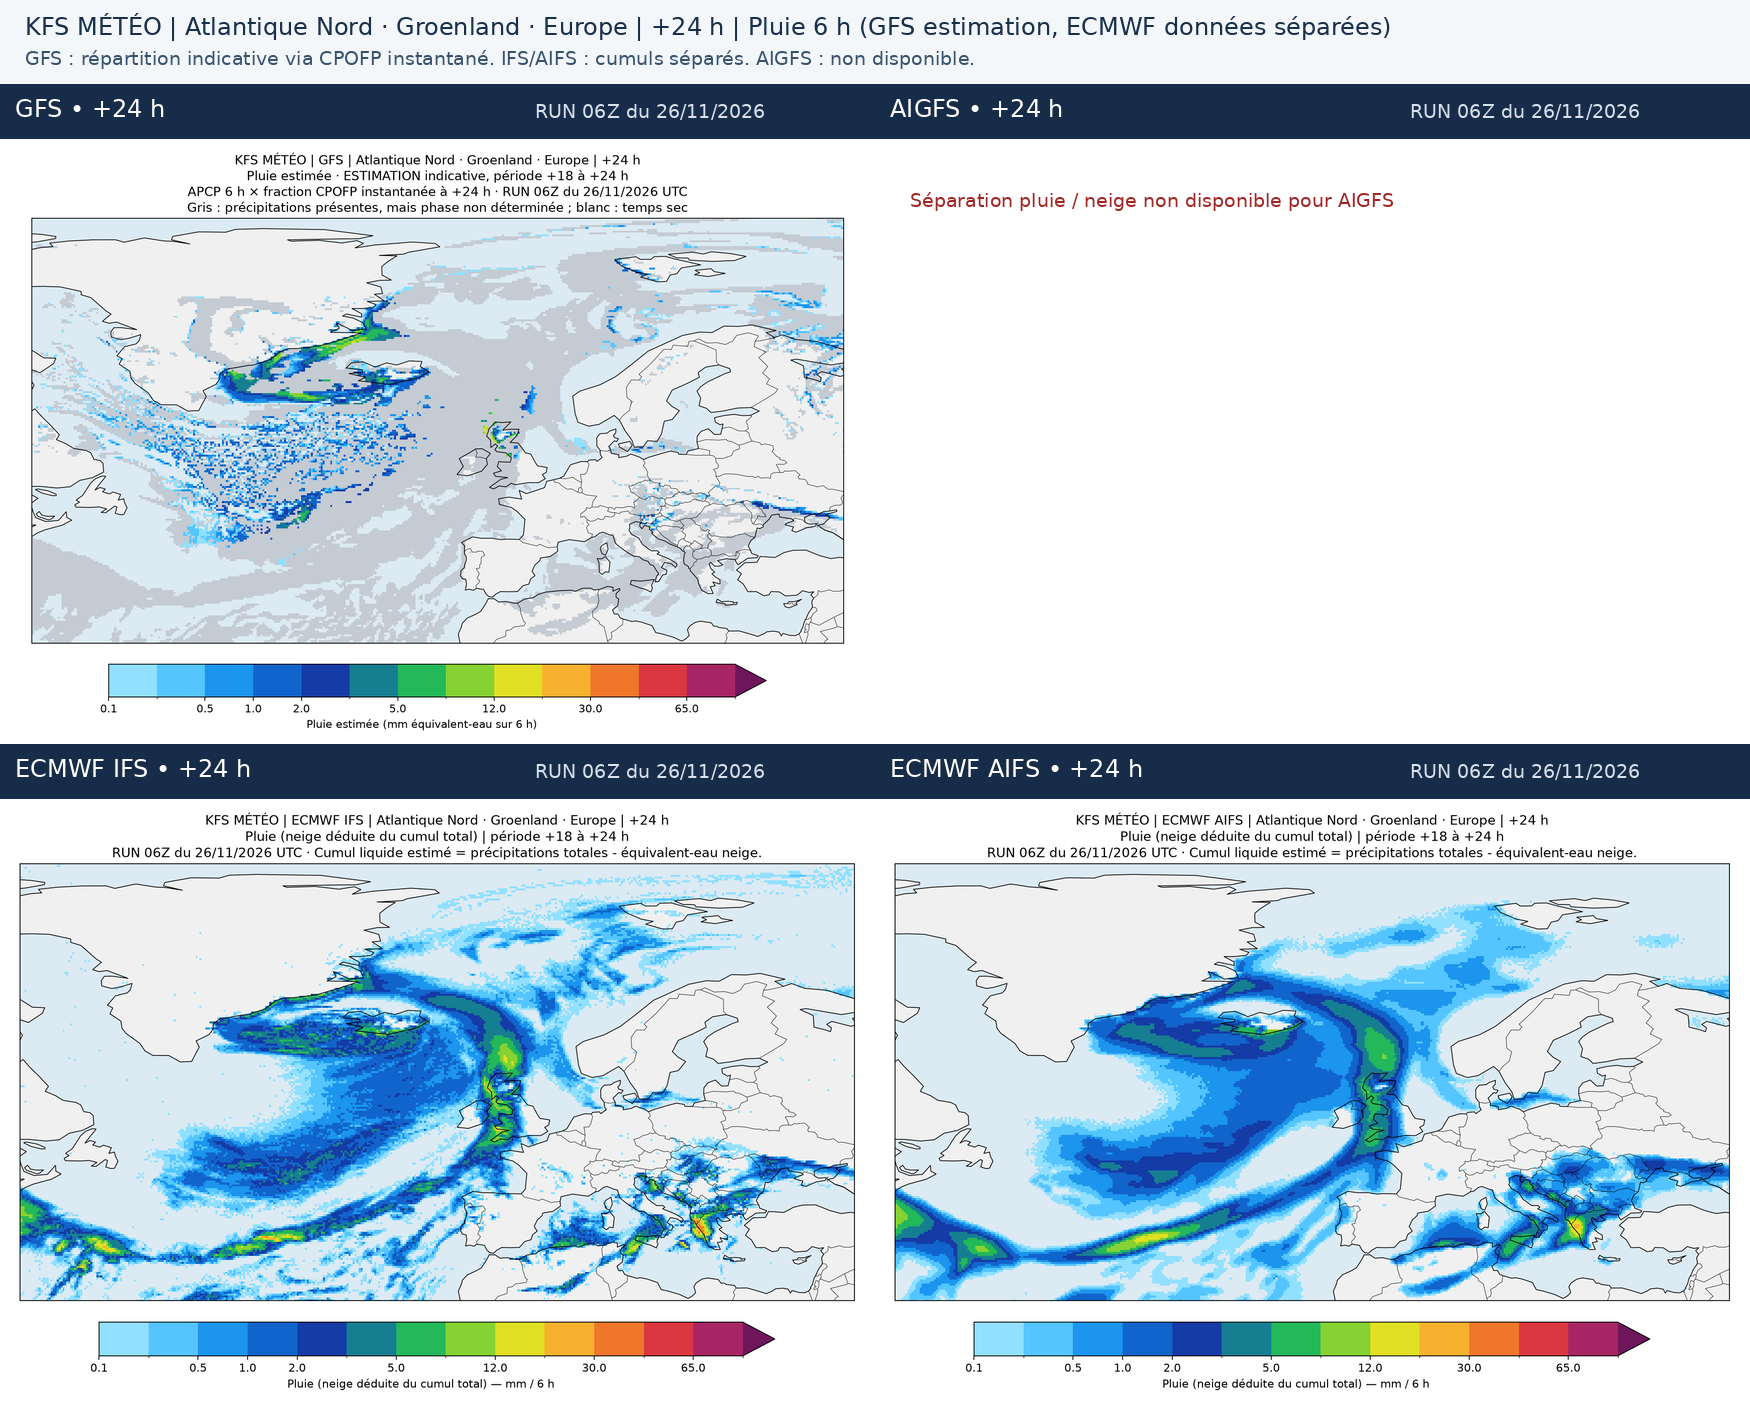 KFS MÉTÉO | Atlantique Nord · Groenland · Europe | +24 h | Pluie 6 h (GFS estimation, ECMWF données séparées)
GFS : répartition indicative via CPOFP instantané. IFS/AIFS : cumuls séparés. AIGFS : non disponible.
GFS • +24 h
RUN 06Z du 26/11/2026
AIGFS • +24 h
RUN 06Z du 26/11/2026
KFS MÉTÉO | GFS | Atlantique Nord · Groenland · Europe | +24 h
Pluie estimée · ESTIMATION indicative, période +18 à +24 h
APCP 6 h × fraction CPOFP instantanée à +24 h · RUN 06Z du 26/11/2026 UTC
Gris : précipitations présentes, mais phase non déterminée ; blanc : temps sec
Séparation pluie / neige non disponible pour AIGFS
0.1 0.5 1.0 2.0 5.0 12.0 30.0 65.0
Pluie estimée (mm équivalent-eau sur 6 h)
ECMWF IFS • +24 h
RUN 06Z du 26/11/2026
ECMWF AIFS • +24 h
RUN 06Z du 26/11/2026
KFS MÉTÉO | ECMWF IFS | Atlantique Nord · Groenland · Europe | +24 h
Pluie (neige déduite du cumul total) | période +18 à +24 h
RUN 06Z du 26/11/2026 UTC · Cumul liquide estimé = précipitations totales - équivalent-eau neige.
KFS MÉTÉO | ECMWF AIFS | Atlantique Nord · Groenland · Europe | +24 h
Pluie (neige déduite du cumul total) | période +18 à +24 h
RUN 06Z du 26/11/2026 UTC · Cumul liquide estimé = précipitations totales - équivalent-eau neige.
0.1 0.5 1.0 2.0 5.0 12.0 30.0 65.0
Pluie (neige déduite du cumul total) — mm / 6 h
0.1 0.5 1.0 2.0 5.0 12.0 30.0 65.0
Pluie (neige déduite du cumul total) — mm / 6 h